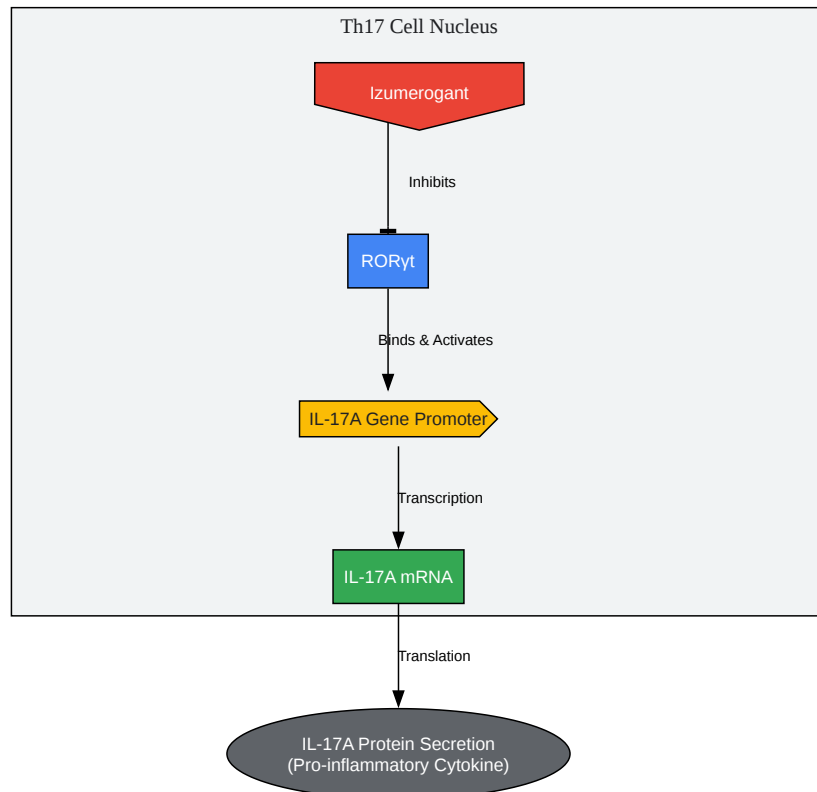 Th17 Cell Nucleus
Izumerogant
Inhibits
RORγt
Binds & Activates
IL-17A Gene Promoter
Transcription
IL-17A mRNA
Translation
IL-17A Protein Secretion
(Pro-inflammatory Cytokine)